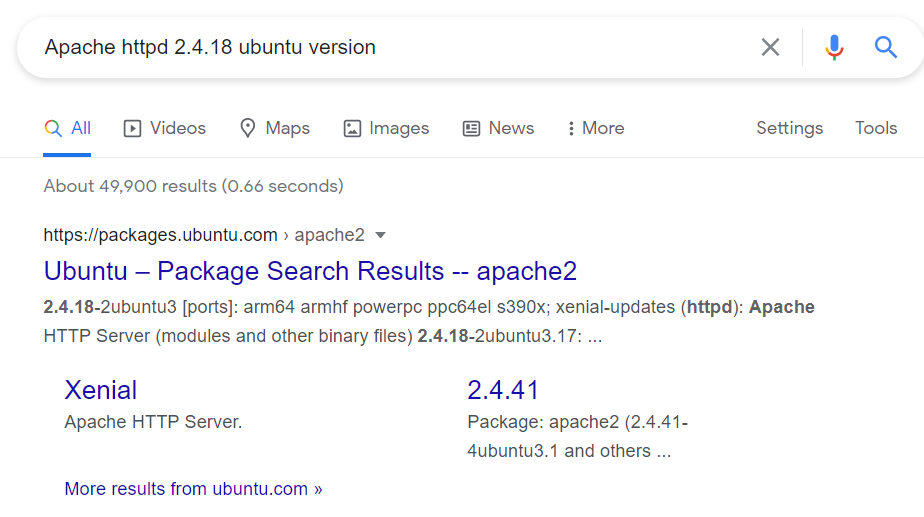 Apache httpd 2.4.18 ubuntu version
All Videos Maps Images News More Settings Tools
About 49,900 results (0.66 seconds)
https://packages.ubuntu.com › apache2
Ubuntu – Package Search Results -- apache2
2.4.18-2ubuntu3 [ports]: arm64 armhf powerpc ppc64el s390x; xenial-updates (httpd): Apache
HTTP Server (modules and other binary files) 2.4.18-2ubuntu3.17: ...
Xenial
Apache HTTP Server.
2.4.41
Package: apache2 (2.4.41-
4ubuntu3.1 and others ...
More results from ubuntu.com »